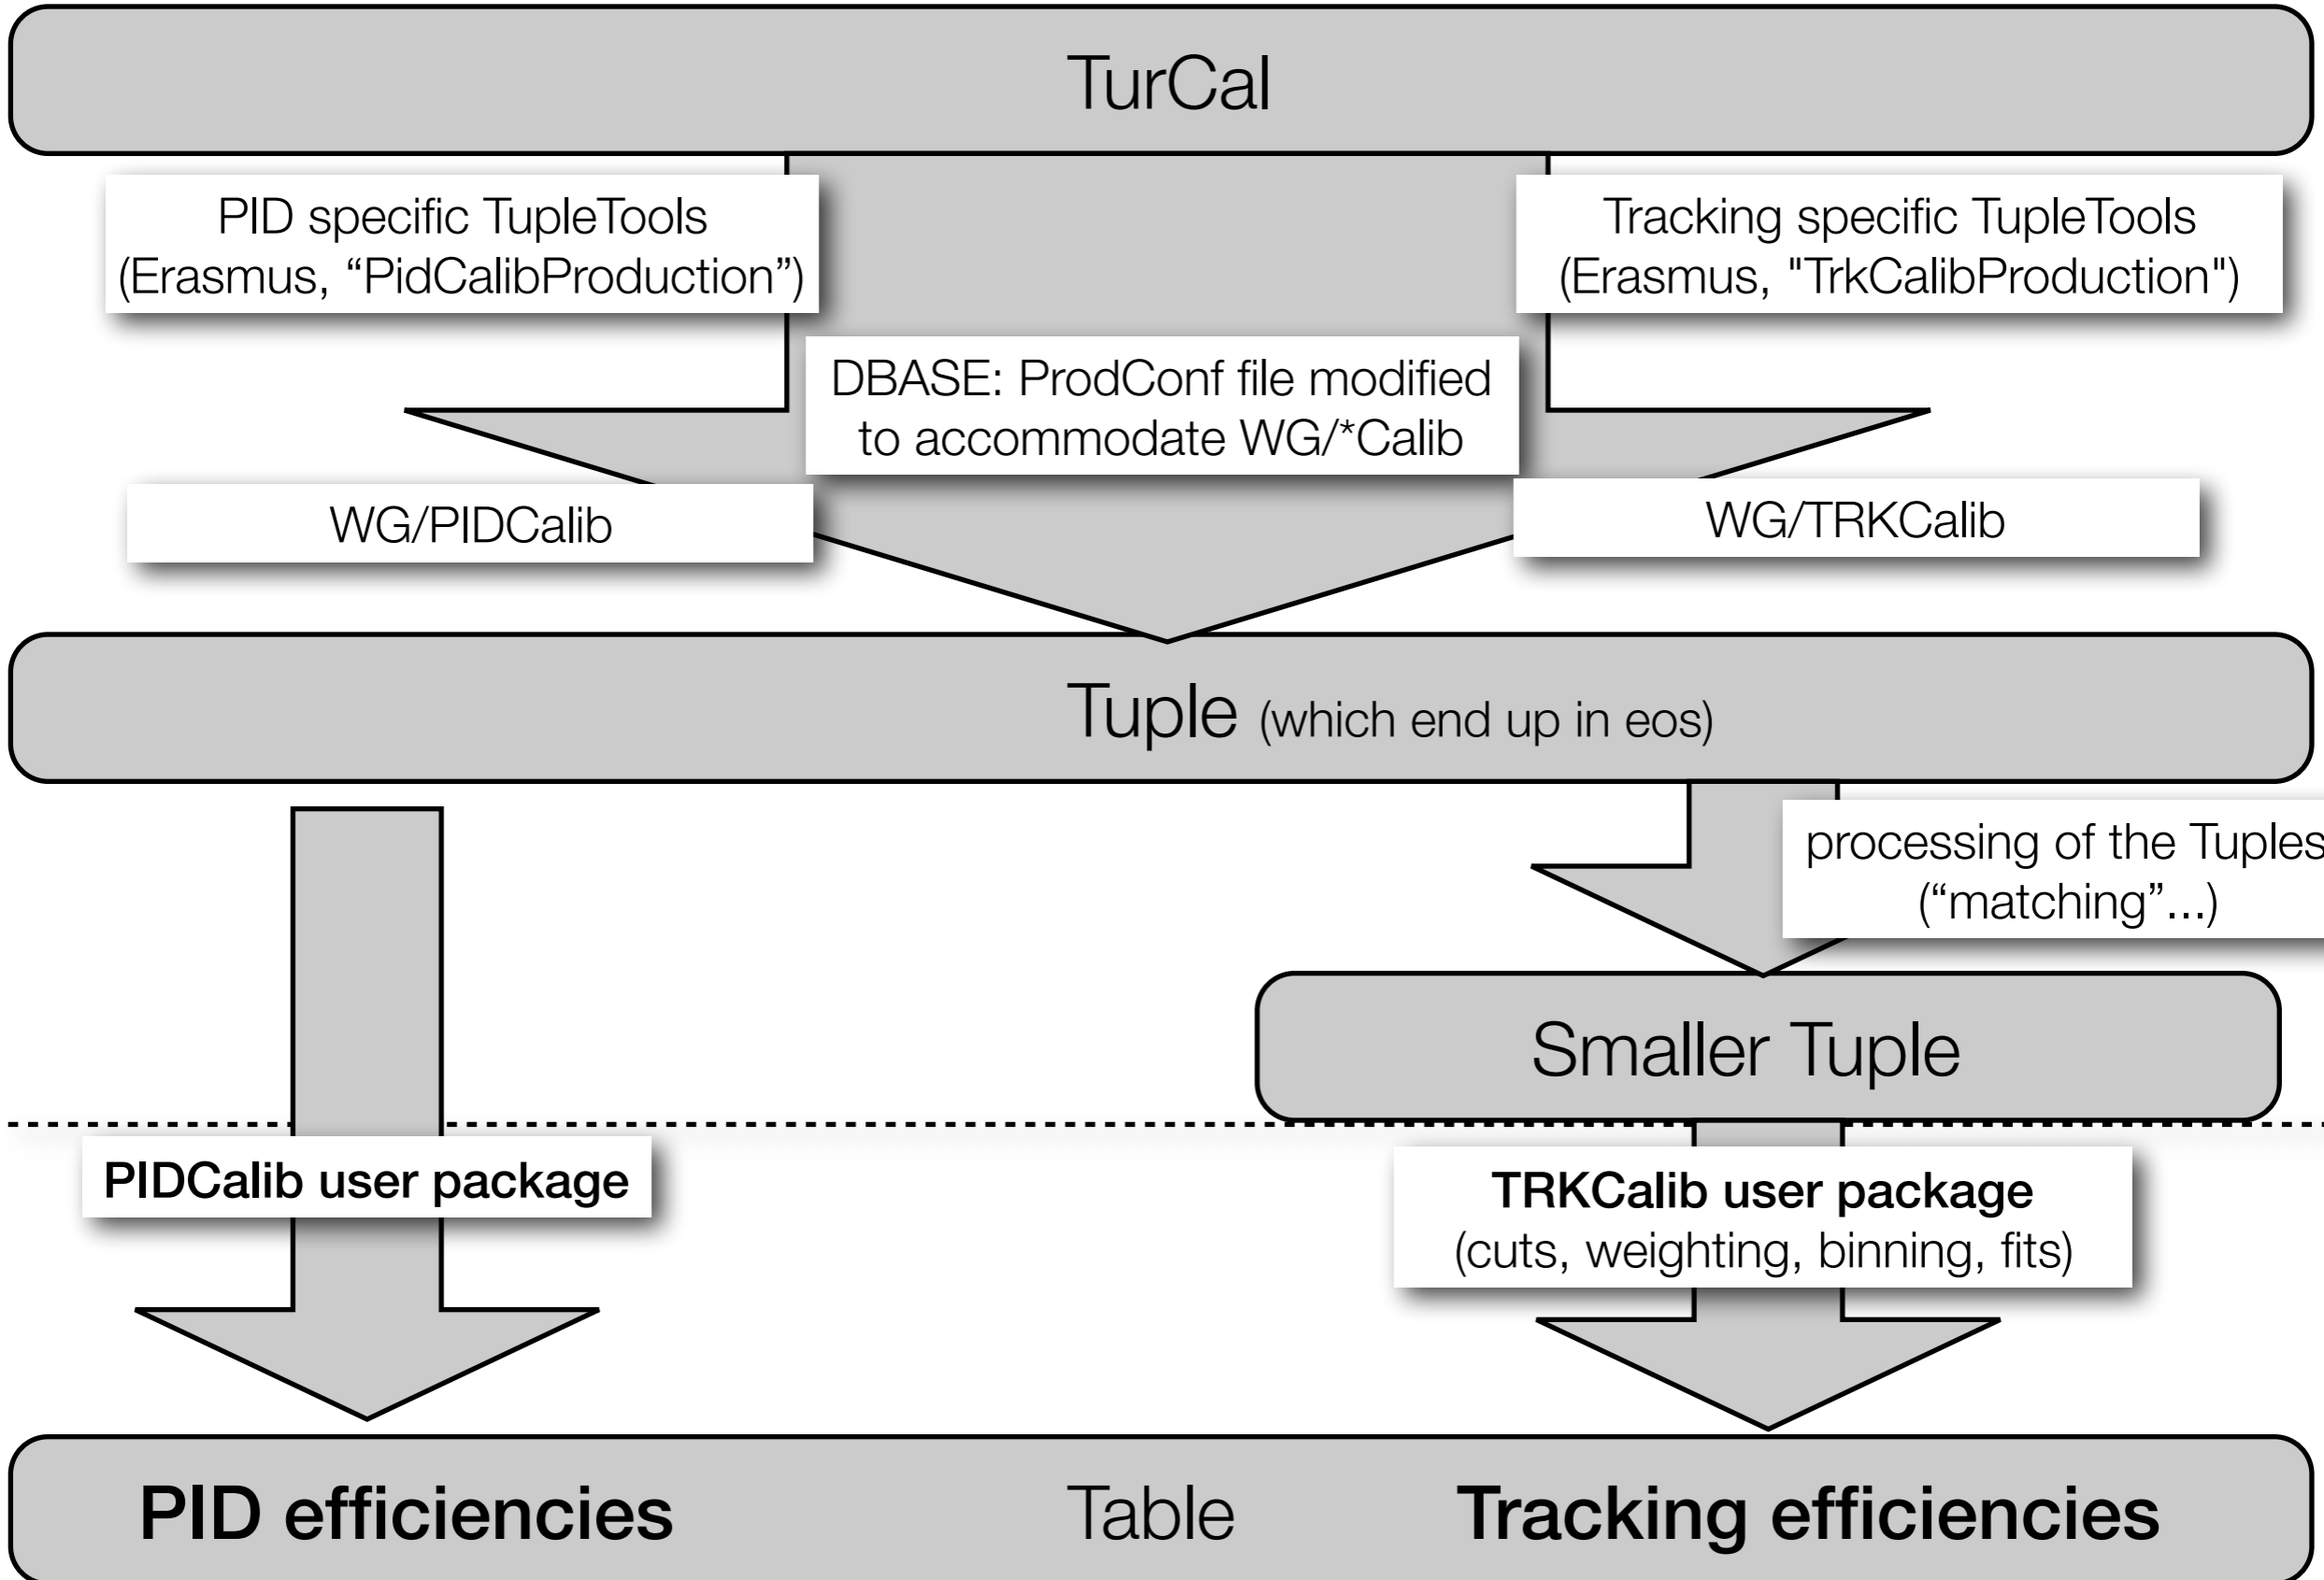 TurCal
PID specific TupleTools
(Erasmus, “PidCalibProduction”)
Tracking specific TupleTools
(Erasmus, "TrkCalibProduction")
DBASE: ProdConf file modified
to accommodate WG/*Calib
WG/PIDCalib
WG/TRKCalib
Tuple (which end up in eos)
processing of the Tuples
(“matching”...)
Smaller Tuple
PIDCalib user package
TRKCalib user package
(cuts, weighting, binning, fits)
PID efficiencies
Table
Tracking efficiencies